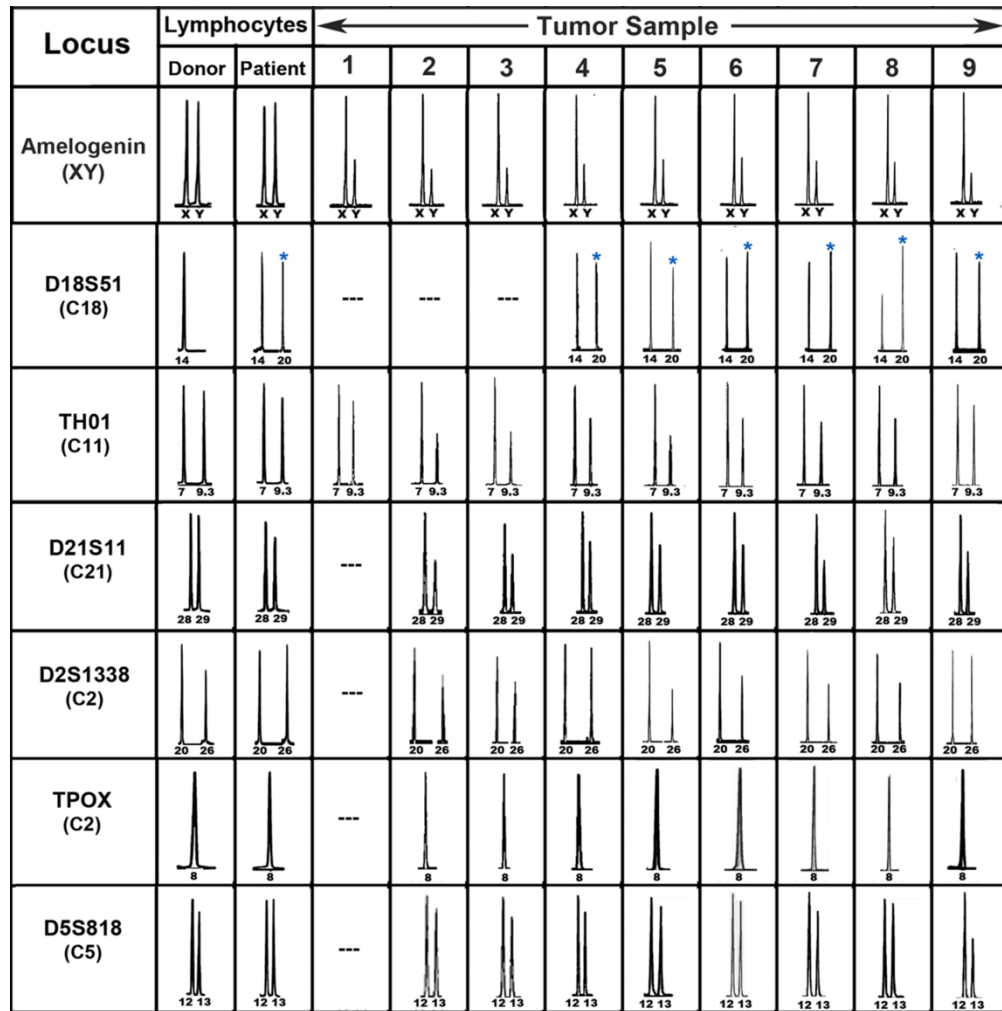 Locus
Lymphocytes
Tumor Sample
Donor Patient 1 2 3 4 5 6 7 8 9
Amelogenin
(XY)
X Y X Y X Y X Y X Y X Y X Y X Y X Y X Y X Y
D18S51
(C18)
* * * * * * *
--- --- ---
14 14 20 14 20 14 20 14 20 14 20 14 20 14 20
TH01
(C11)
7 9.3 7 9.3 7 9.3 7 9.3 7 9.3 7 9.3 7 9.3 7 9.3 7 9.3 7 9.3 7 9.3
D21S11
(C21)
---
28 29 28 29 28 29 28 29 28 29 28 29 28 29 28 29 28 29 28 29
D2S1338
(C2)
---
20 26 20 26 20 26 20 26 20 26 20 26 20 26 20 26 20 26 20 26
TPOX
(C2)
---
8 8 8 8 8 8 8 8 8 8
D5S818
(C5)
---
12 13 12 13 12 13 12 13 12 13 12 13 12 13 12 13 12 13